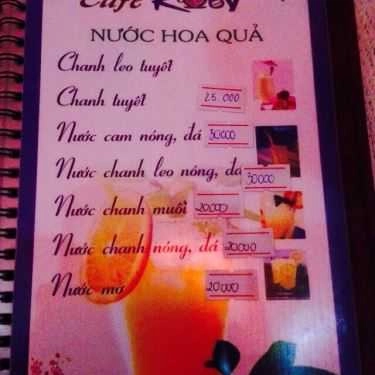 Café Ruby
NƯỚC HOA QUẢ
Chanh leo tuyết
Chanh tuyết 25.000
Nước cam nóng, đá 30000
Nước chanh leo nóng, đá 30000
Nước chanh muối 20000
Nước chanh nóng, đá 20000
Nước mơ 20000